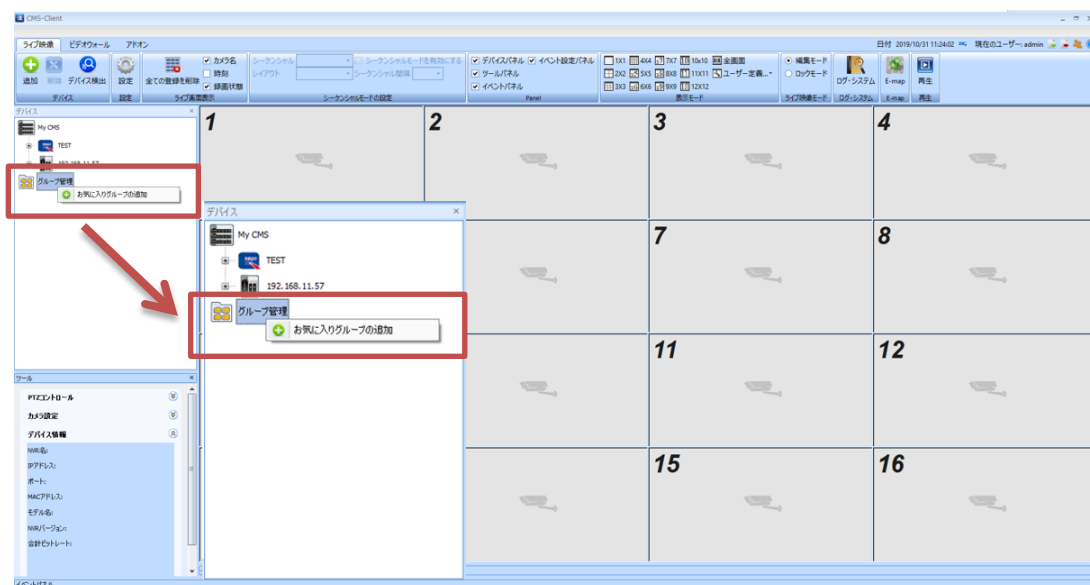 CMS-Client
ライブ映像 ビデオウォール アドオン
日付 2019/10/31 11:24:02 現在のユーザー: admin
追加 削除 デバイス検出 設定 全ての登録を削除
カメラ名
時刻
録画状態
シーケンシャル
シーケンシャルモードを有効にする
レイアウト
シーケンシャル間隔
デバイスパネル イベント設定パネル
ツールパネル
イベントパネル
1X1 4X4 7X7 10x10 全画面
2X2 5X5 8X8 11X11 ユーザー定義...
3X3 6X6 9X9 12X12
編集モード
ロックモード
ログ・システム E-map 再生
デバイス 設定 ライブ画面表示 シーケンシャルモードの設定 Panel 表示モード ライブ映像モード ログ・システム E-map 再生
デバイス ×
My CMS
TEST
192.168.11.57
グループ管理
お気に入りグループの追加
1 2 3 4
デバイス ×
My CMS
TEST
192.168.11.57
グループ管理
お気に入りグループの追加
7 8
11 12
15 16
ツール ×
PTZコントロール
カメラ設定
デバイス情報
NVR名:
IPアドレス:
ポート:
MACアドレス:
モデル名:
NVRバージョン:
合計ビットレート:
イベントパネル